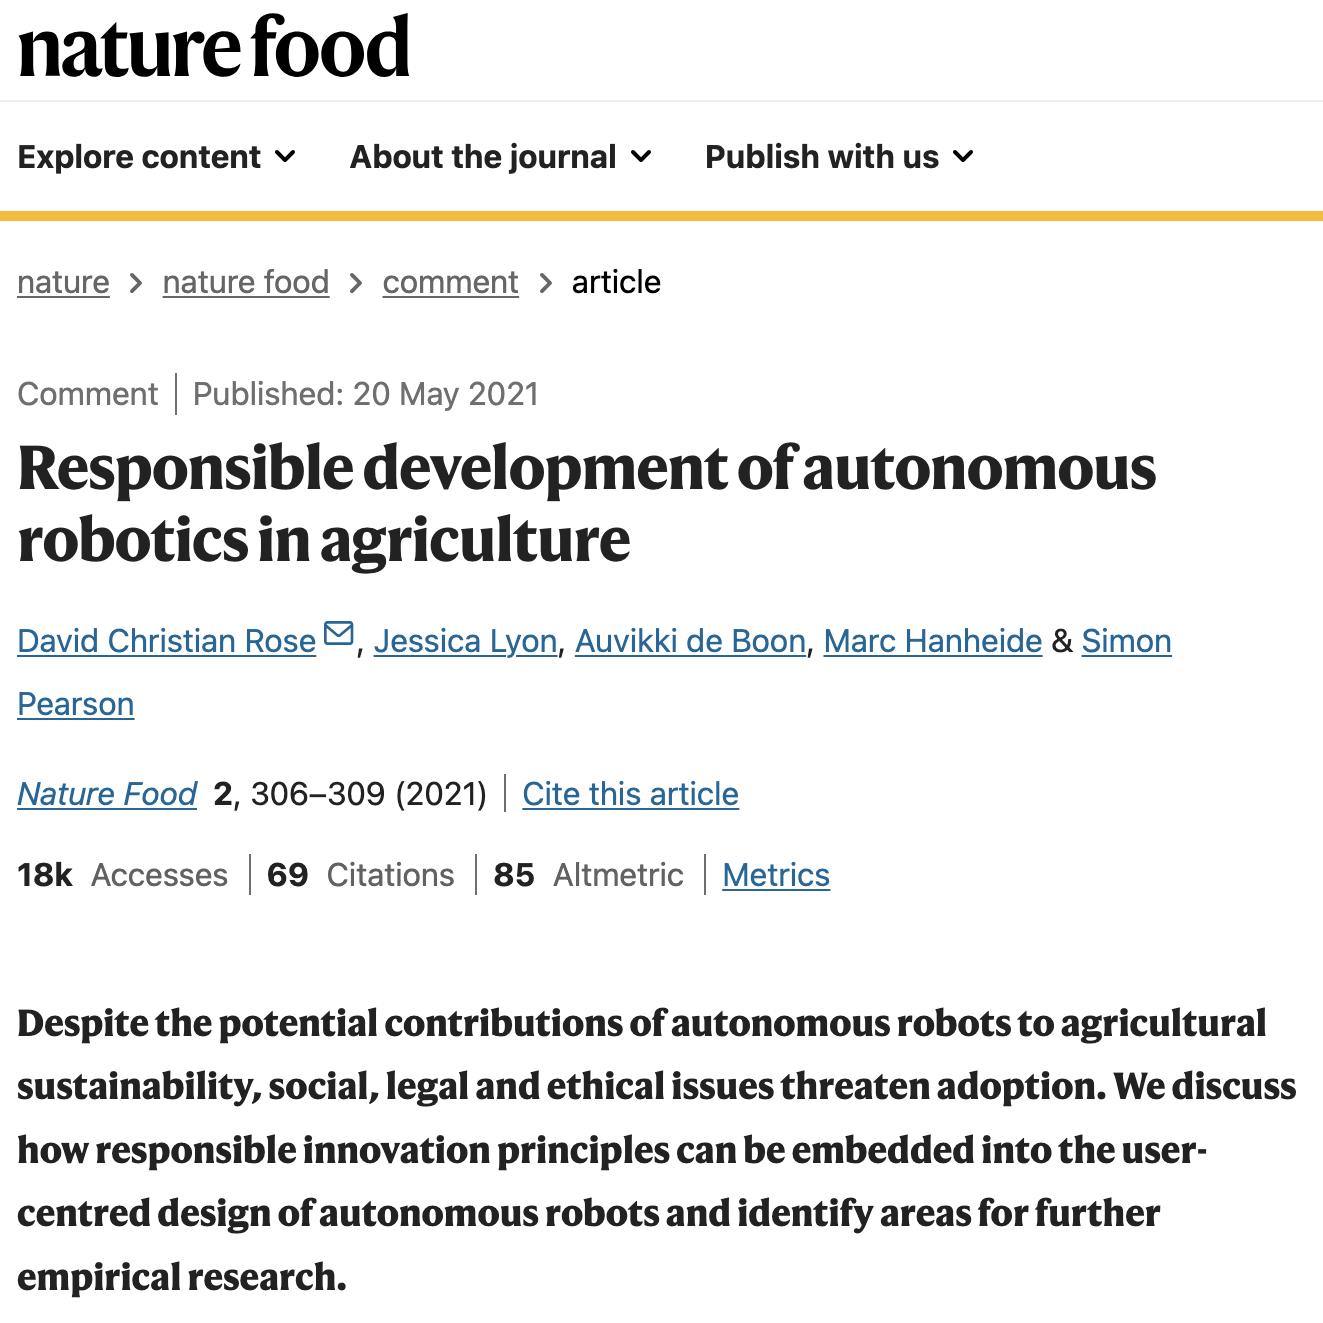 nature food
Explore content About the journal Publish with us
nature > nature food > comment > article
Comment | Published: 20 May 2021
Responsible development of autonomous
robotics in agriculture
David Christian Rose, Jessica Lyon, Auvikki de Boon, Marc Hanheide & Simon
Pearson
Nature Food 2, 306–309 (2021) | Cite this article
18k Accesses | 69 Citations | 85 Altmetric | Metrics
Despite the potential contributions of autonomous robots to agricultural
sustainability, social, legal and ethical issues threaten adoption. We discuss
how responsible innovation principles can be embedded into the user-
centred design of autonomous robots and identify areas for further
empirical research.